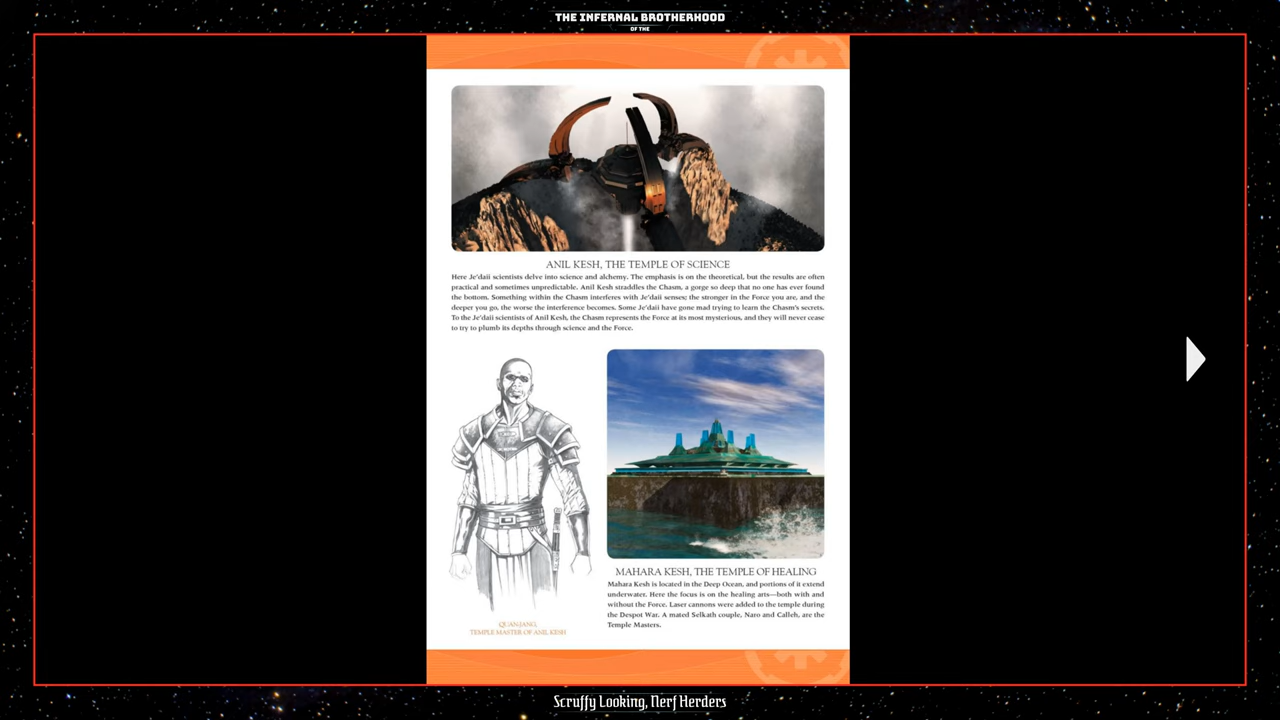 THE INFERNAL BROTHERHOOD
OF THE
ANIL KESH, THE TEMPLE OF SCIENCE
Here Je'daii scientists delve into science and alchemy. The emphasis is on the theoretical, but the results are often
practical and sometimes unpredictable. Anil Kesh straddles the Chasm, a gorge so deep that no one has ever found
the bottom. Something within the Chasm interferes with Je'daii senses; the stronger in the Force you are, and the
deeper you go, the worse the interference becomes. Some Je'daii have gone mad trying to learn the Chasm's secrets.
To the Je'daii scientists of Anil Kesh, the Chasm represents the Force at its most mysterious, and they will never cease
to try to plumb its depths through science and the Force.
QUAN-JANG,
TEMPLE MASTER OF ANIL KESH
MAHARA KESH, THE TEMPLE OF HEALING
Mahara Kesh is located in the Deep Ocean, and portions of it extend
underwater. Here the focus is on the healing arts—both with and
without the Force. Laser cannons were added to the temple during
the Despot War. A mated Selkath couple, Naro and Calleh, are the
Temple Masters.
Scruffy Looking, Nerf Herders